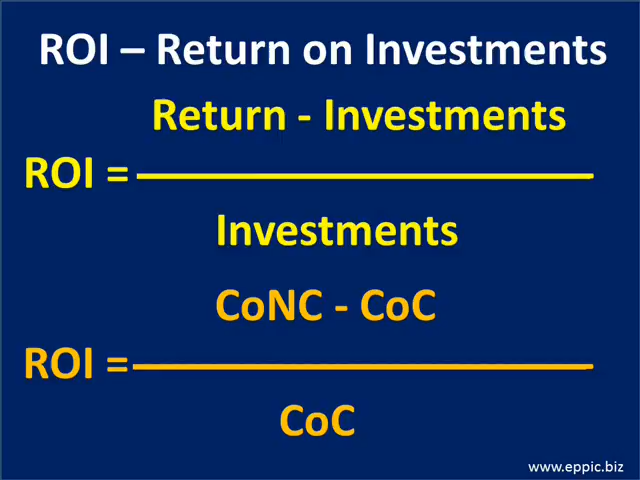 ROI – Return on Investments
Return - Investments
ROI =
Investments
CoNC - CoC
ROI =
CoC
www.eppic.biz